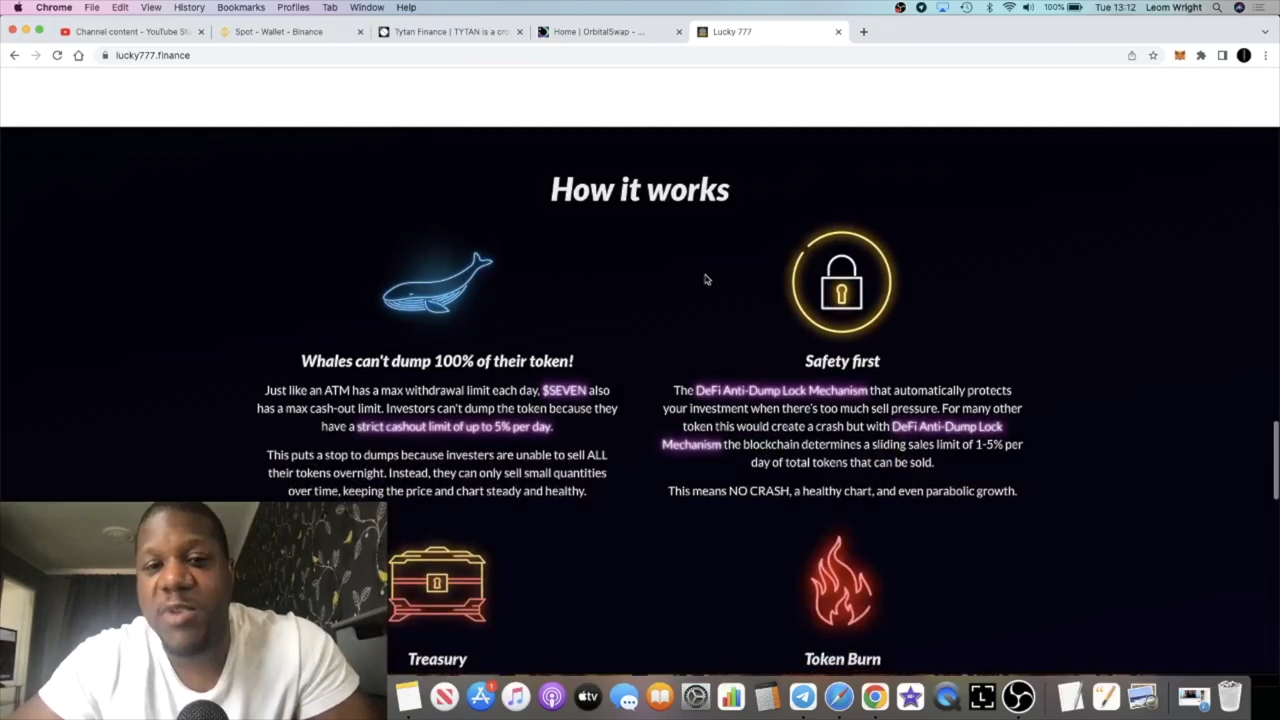 Chrome File Edit View History Bookmarks Profiles Tab Window Help 100% Tue 13:12 Leom Wright
Channel content - YouTube Stu Spot - Wallet - Binance Tytan Finance | TYTAN is a cro Home | OrbitalSwap - ... Lucky 777
lucky777.finance
How it works
Whales can't dump 100% of their token!
Just like an ATM has a max withdrawal limit each day, $SEVEN also
has a max cash-out limit. Investors can't dump the token because they
have a strict cashout limit of up to 5% per day.
This puts a stop to dumps because investors are unable to sell ALL
their tokens overnight. Instead, they can only sell small quantities
over time, keeping the price and chart steady and healthy.
Safety first
The DeFi Anti-Dump Lock Mechanism that automatically protects
your investment when there's too much sell pressure. For many other
token this would create a crash but with DeFi Anti-Dump Lock
Mechanism the blockchain determines a sliding sales limit of 1-5% per
day of total tokens that can be sold.
This means NO CRASH, a healthy chart, and even parabolic growth.
Treasury
Token Burn
tv